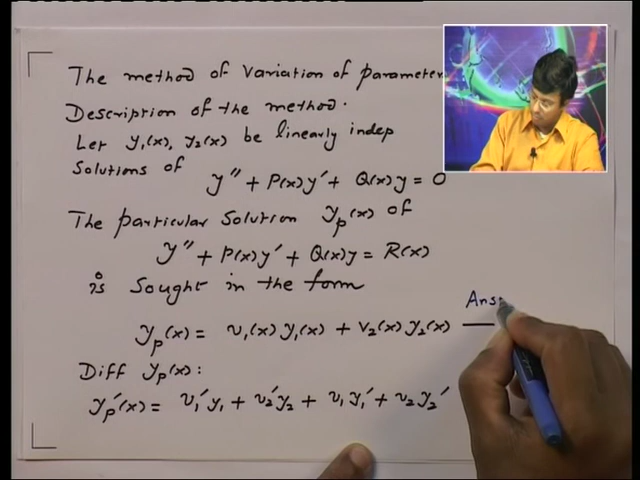 The method of Variation of parameter
Description of the method.
Let y₁(x), y₂(x) be linearly indep
Solutions of
y″ + P(x)y′ + Q(x)y = 0
The particular Solution y_p(x) of
y″ + P(x)y′ + Q(x)y = R(x)
is Sought in the form
Ans
y_p(x) = v₁(x) y₁(x) + v₂(x) y₂(x) —
Diff y_p(x):
y_p′(x) = v₁′y₁ + v₂′y₂ + v₁y₁′ + v₂y₂′